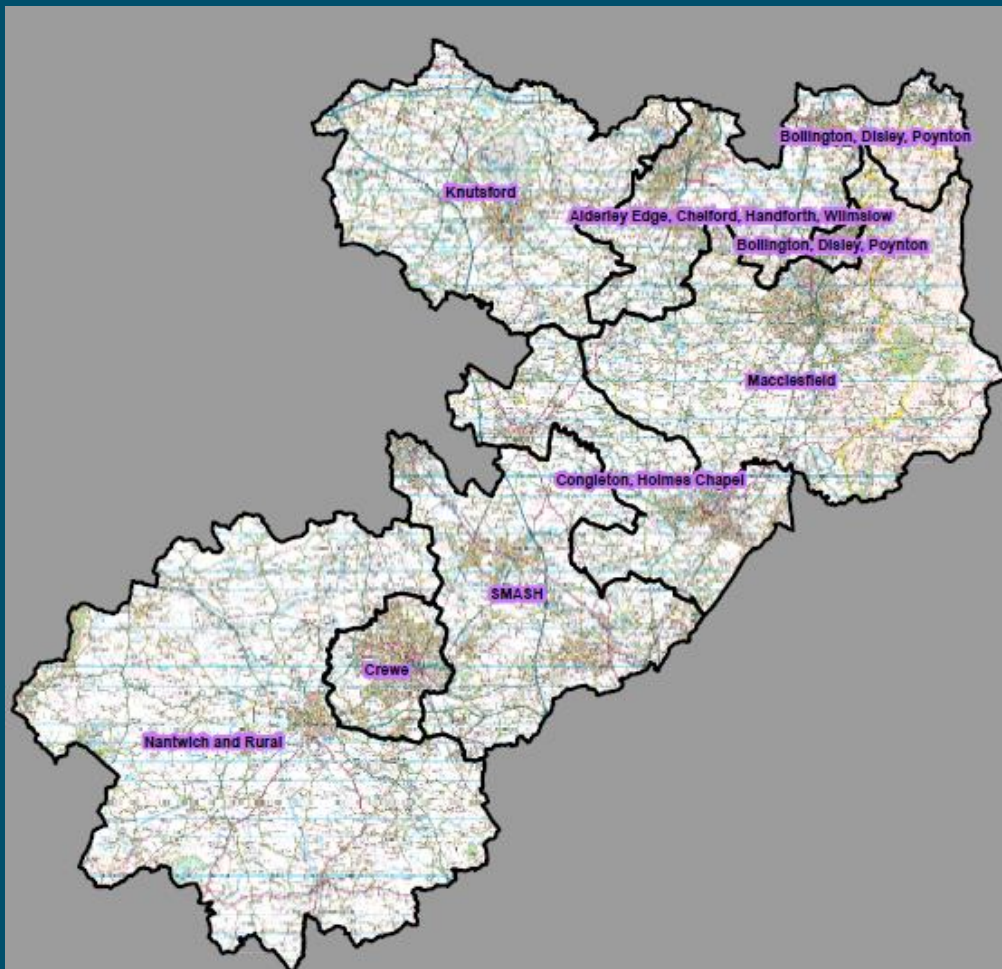 Bollington, Disley, Poynton
Knutsford
Alderley Edge, Chelford, Handforth, Wilmslow
Bollington, Disley, Poynton
Macclesfield
Congleton, Holmes Chapel
SMASH
Crewe
Nantwich and Rural